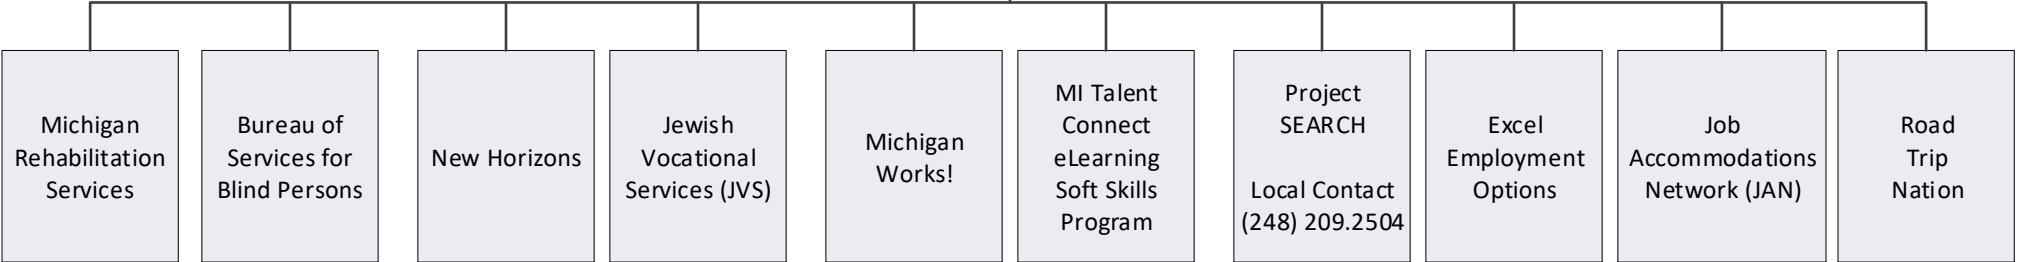 Michigan
Rehabilitation
Services
Bureau of
Services for
Blind Persons
New Horizons
Jewish
Vocational
Services (JVS)
Michigan
Works!
MI Talent
Connect
eLearning
Soft Skills
Program
Project
SEARCH
Local Contact
(248) 209.2504
Excel
Employment
Options
Job
Accommodations
Network (JAN)
Road
Trip
Nation